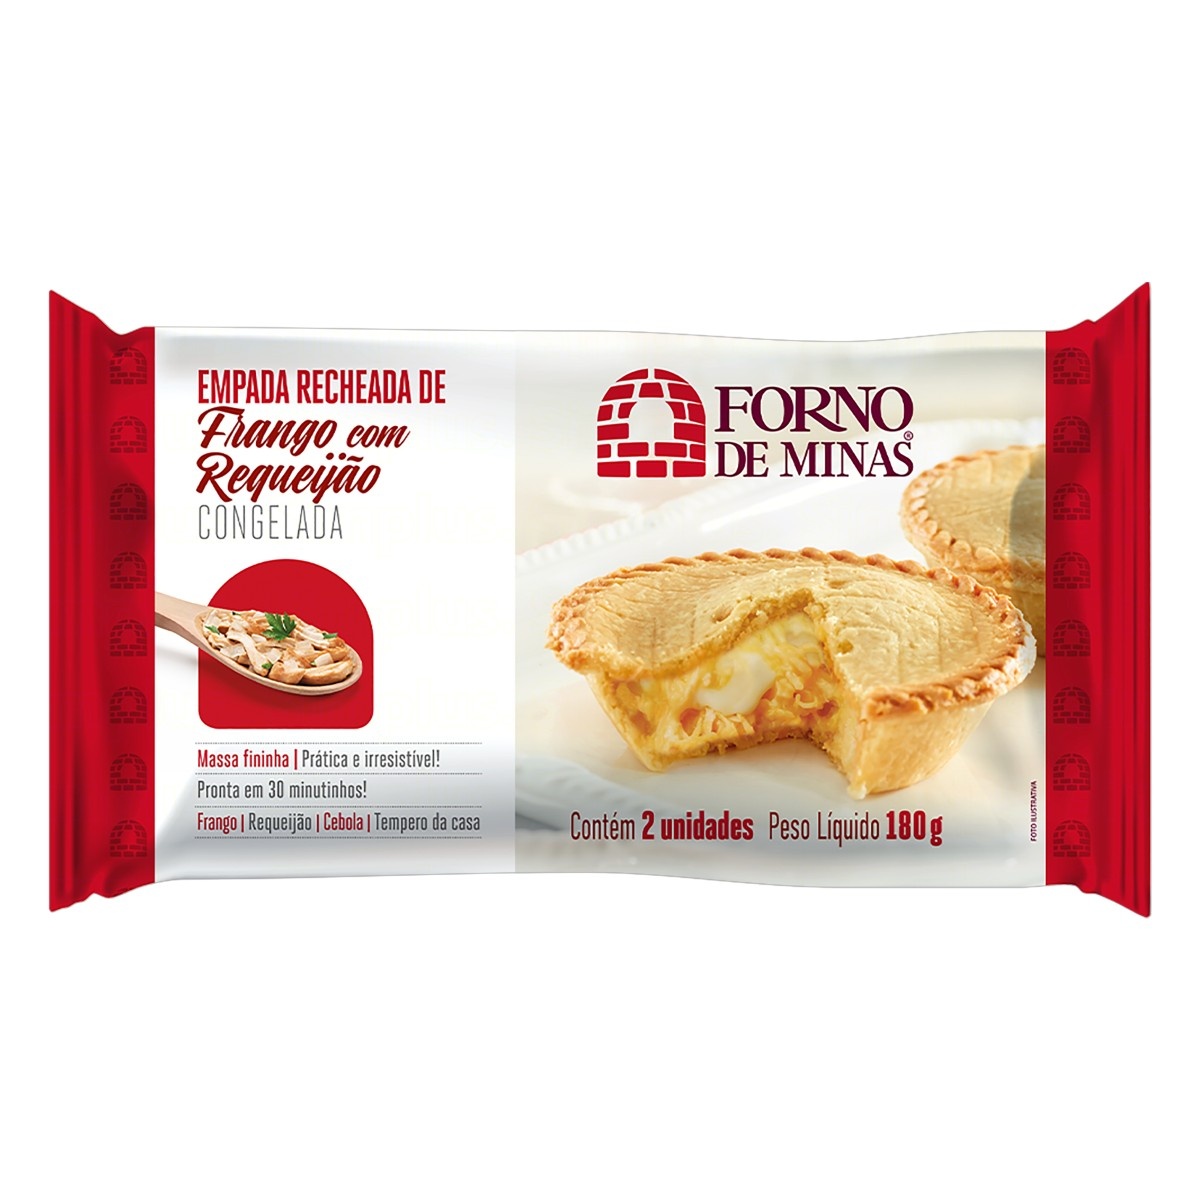 EMPADA RECHEADA DE
Frango com
Requeijão
CONGELADA
Massa fininha | Prática e irresistível!
Pronta em 30 minutinhos!
Frango | Requeijão | Cebola | Tempero da casa
FORNO
DE MINAS®
Contém 2 unidades Peso Líquido 180g
FOTO ILUSTRATIVA